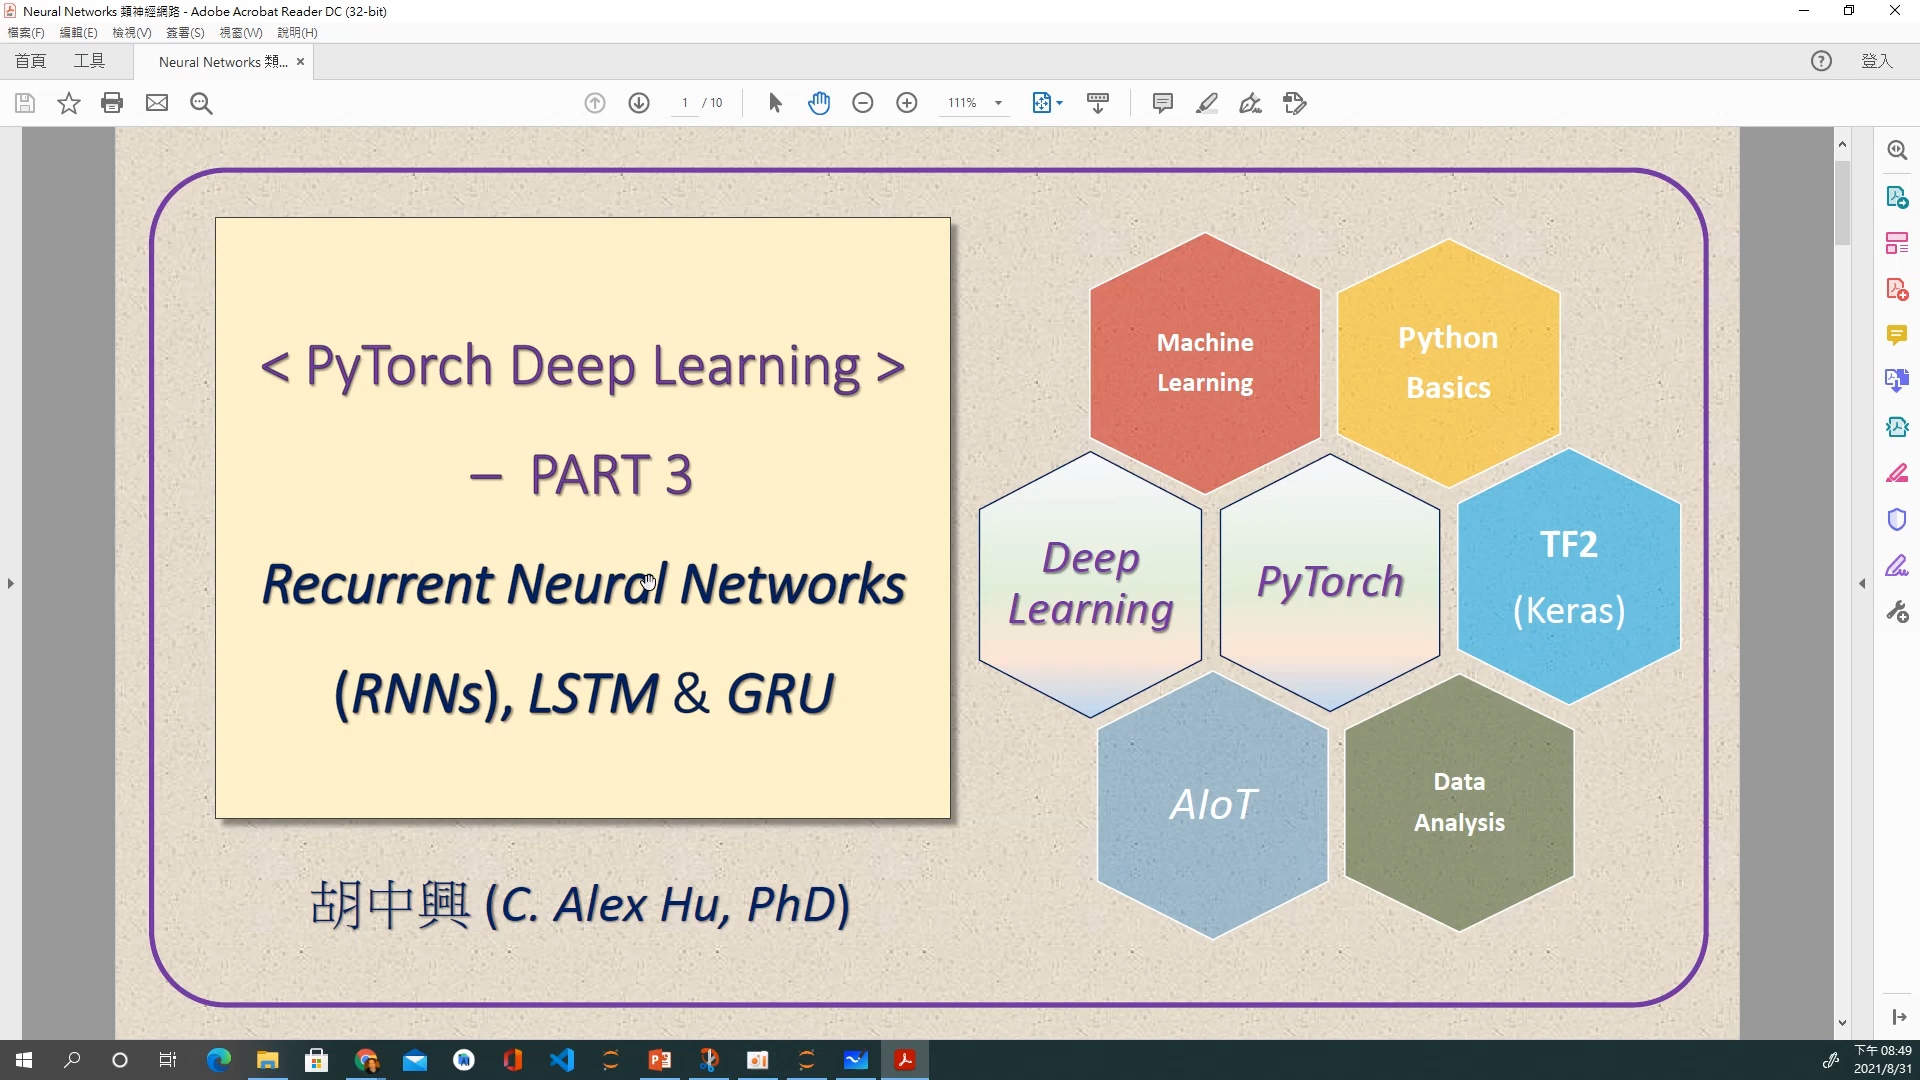 Neural Networks 類神經網路 - Adobe Acrobat Reader DC (32-bit)
檔案(F) 編輯(E) 檢視(V) 簽署(S) 視窗(W) 說明(H)
首頁 工具 Neural Networks 類... × 登入
1 / 10 111%
< PyTorch Deep Learning >
– PART 3
Recurrent Neural Networks
(RNNs), LSTM & GRU
胡中興 (C. Alex Hu, PhD)
Machine
Learning
Python
Basics
Deep
Learning
PyTorch
TF2
(Keras)
AIoT
Data
Analysis
下午 08:49
2021/8/31